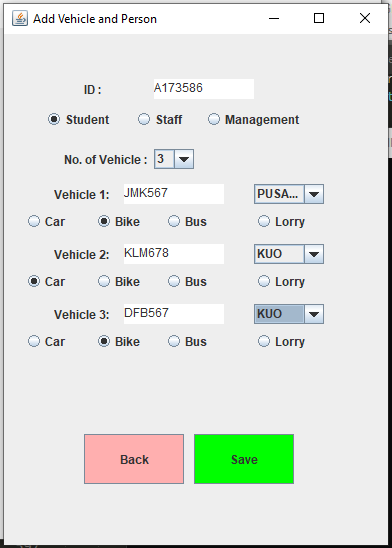 Add Vehicle and Person
ID : A173586
Student Staff Management
No. of Vehicle : 3
Vehicle 1: JMK567 PUSA...
Car Bike Bus Lorry
Vehicle 2: KLM678 KUO
Car Bike Bus Lorry
Vehicle 3: DFB567 KUO
Car Bike Bus Lorry
Back Save